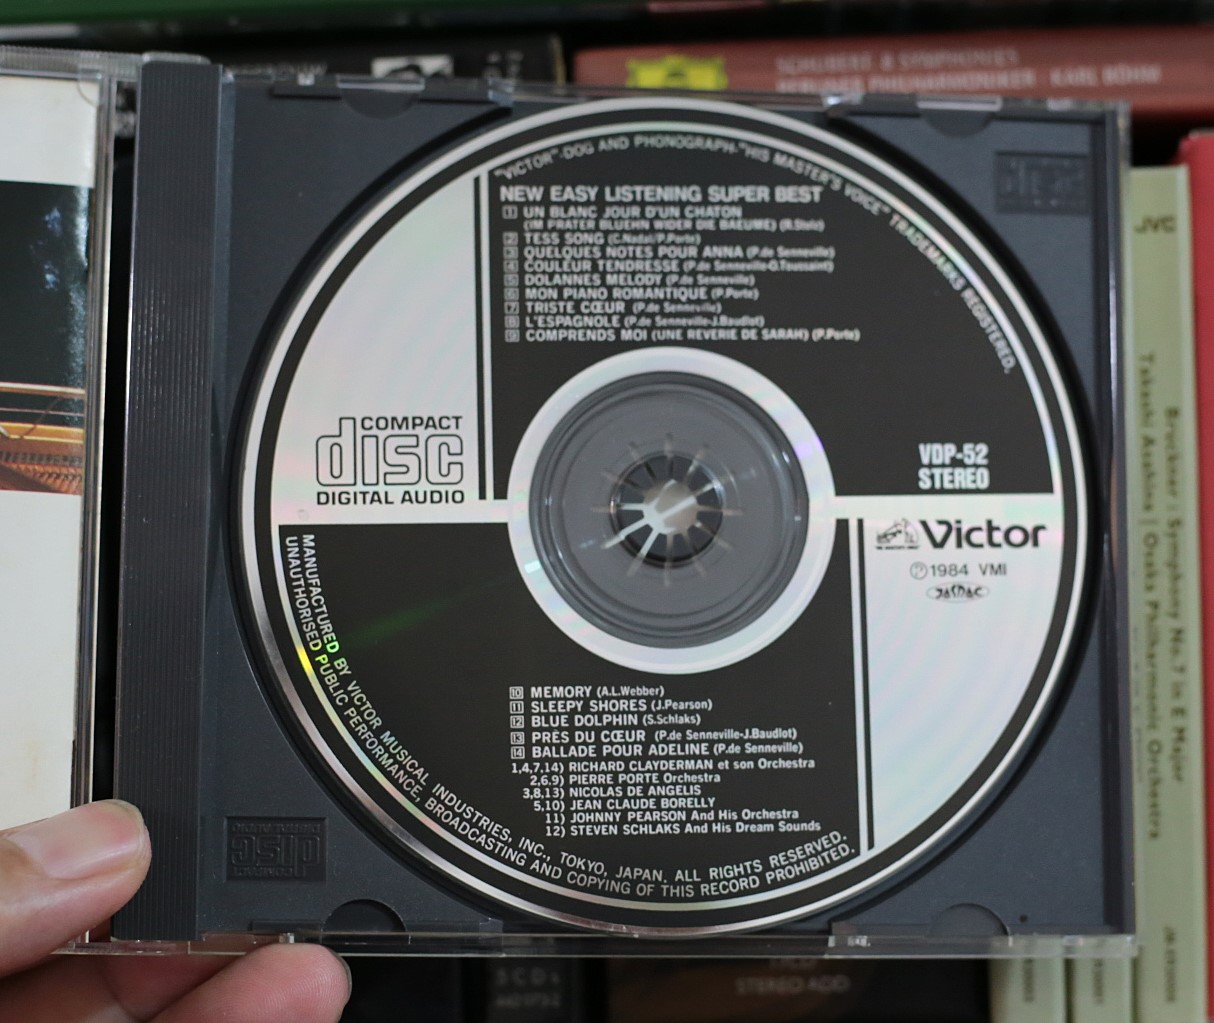 SCHUBERT 8 SYMPHONIES
BERLINER PHILHARMONIKER · KARL BÖHM
"VICTOR"-DOG AND PHONOGRAPH-"HIS MASTER'S VOICE" TRADEMARKS REGISTERED.
NEW EASY LISTENING SUPER BEST
1 UN BLANC JOUR D'UN CHATON
(IM PRATER BLUEHN WIDER DIE BAEUME) (R.Stolz)
2 TESS SONG (C.Nadal/P.Porte)
3 QUELQUES NOTES POUR ANNA (P.de Senneville)
4 COULEUR TENDRESSE (P.de Senneville-O.Toussaint)
5 DOLANNES MELODY (P.de Senneville)
6 MON PIANO ROMANTIQUE (P.Porte)
7 TRISTE CŒUR (P.de Senneville)
8 L'ESPAGNOLE (P.de Senneville-J.Baudlot)
9 COMPRENDS MOI (UNE REVERIE DE SARAH) (P.Porte)
COMPACT
disc
DIGITAL AUDIO
VDP-52
STEREO
Victor
Ⓟ1984 VMI
JASRAC
10 MEMORY (A.L.Webber)
11 SLEEPY SHORES (J.Pearson)
12 BLUE DOLPHIN (S.Schlaks)
13 PRÈS DU CŒUR (P.de Senneville-J.Baudlot)
14 BALLADE POUR ADELINE (P.de Senneville)
1,4,7,14) RICHARD CLAYDERMAN et son Orchestra
2,6,9) PIERRE PORTE Orchestra
3,8,13) NICOLAS DE ANGELIS
5,10) JEAN CLAUDE BORELLY
11) JOHNNY PEARSON And His Orchestra
12) STEVEN SCHLAKS And His Dream Sounds
MANUFACTURED BY VICTOR MUSICAL INDUSTRIES, INC., TOKYO, JAPAN. ALL RIGHTS RESERVED.
UNAUTHORISED PUBLIC PERFORMANCE, BROADCASTING AND COPYING OF THIS RECORD PROHIBITED.
JVC
Bruckner : Symphony No.7 in E Major
Takashi Asahina | Osaka Philharmonic Orchestra
STEREO ADD